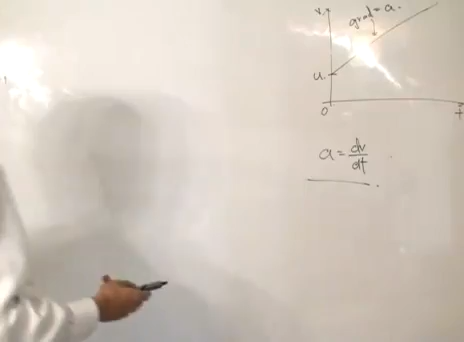 v
grad = a.
u
0
t
a = dv/dt